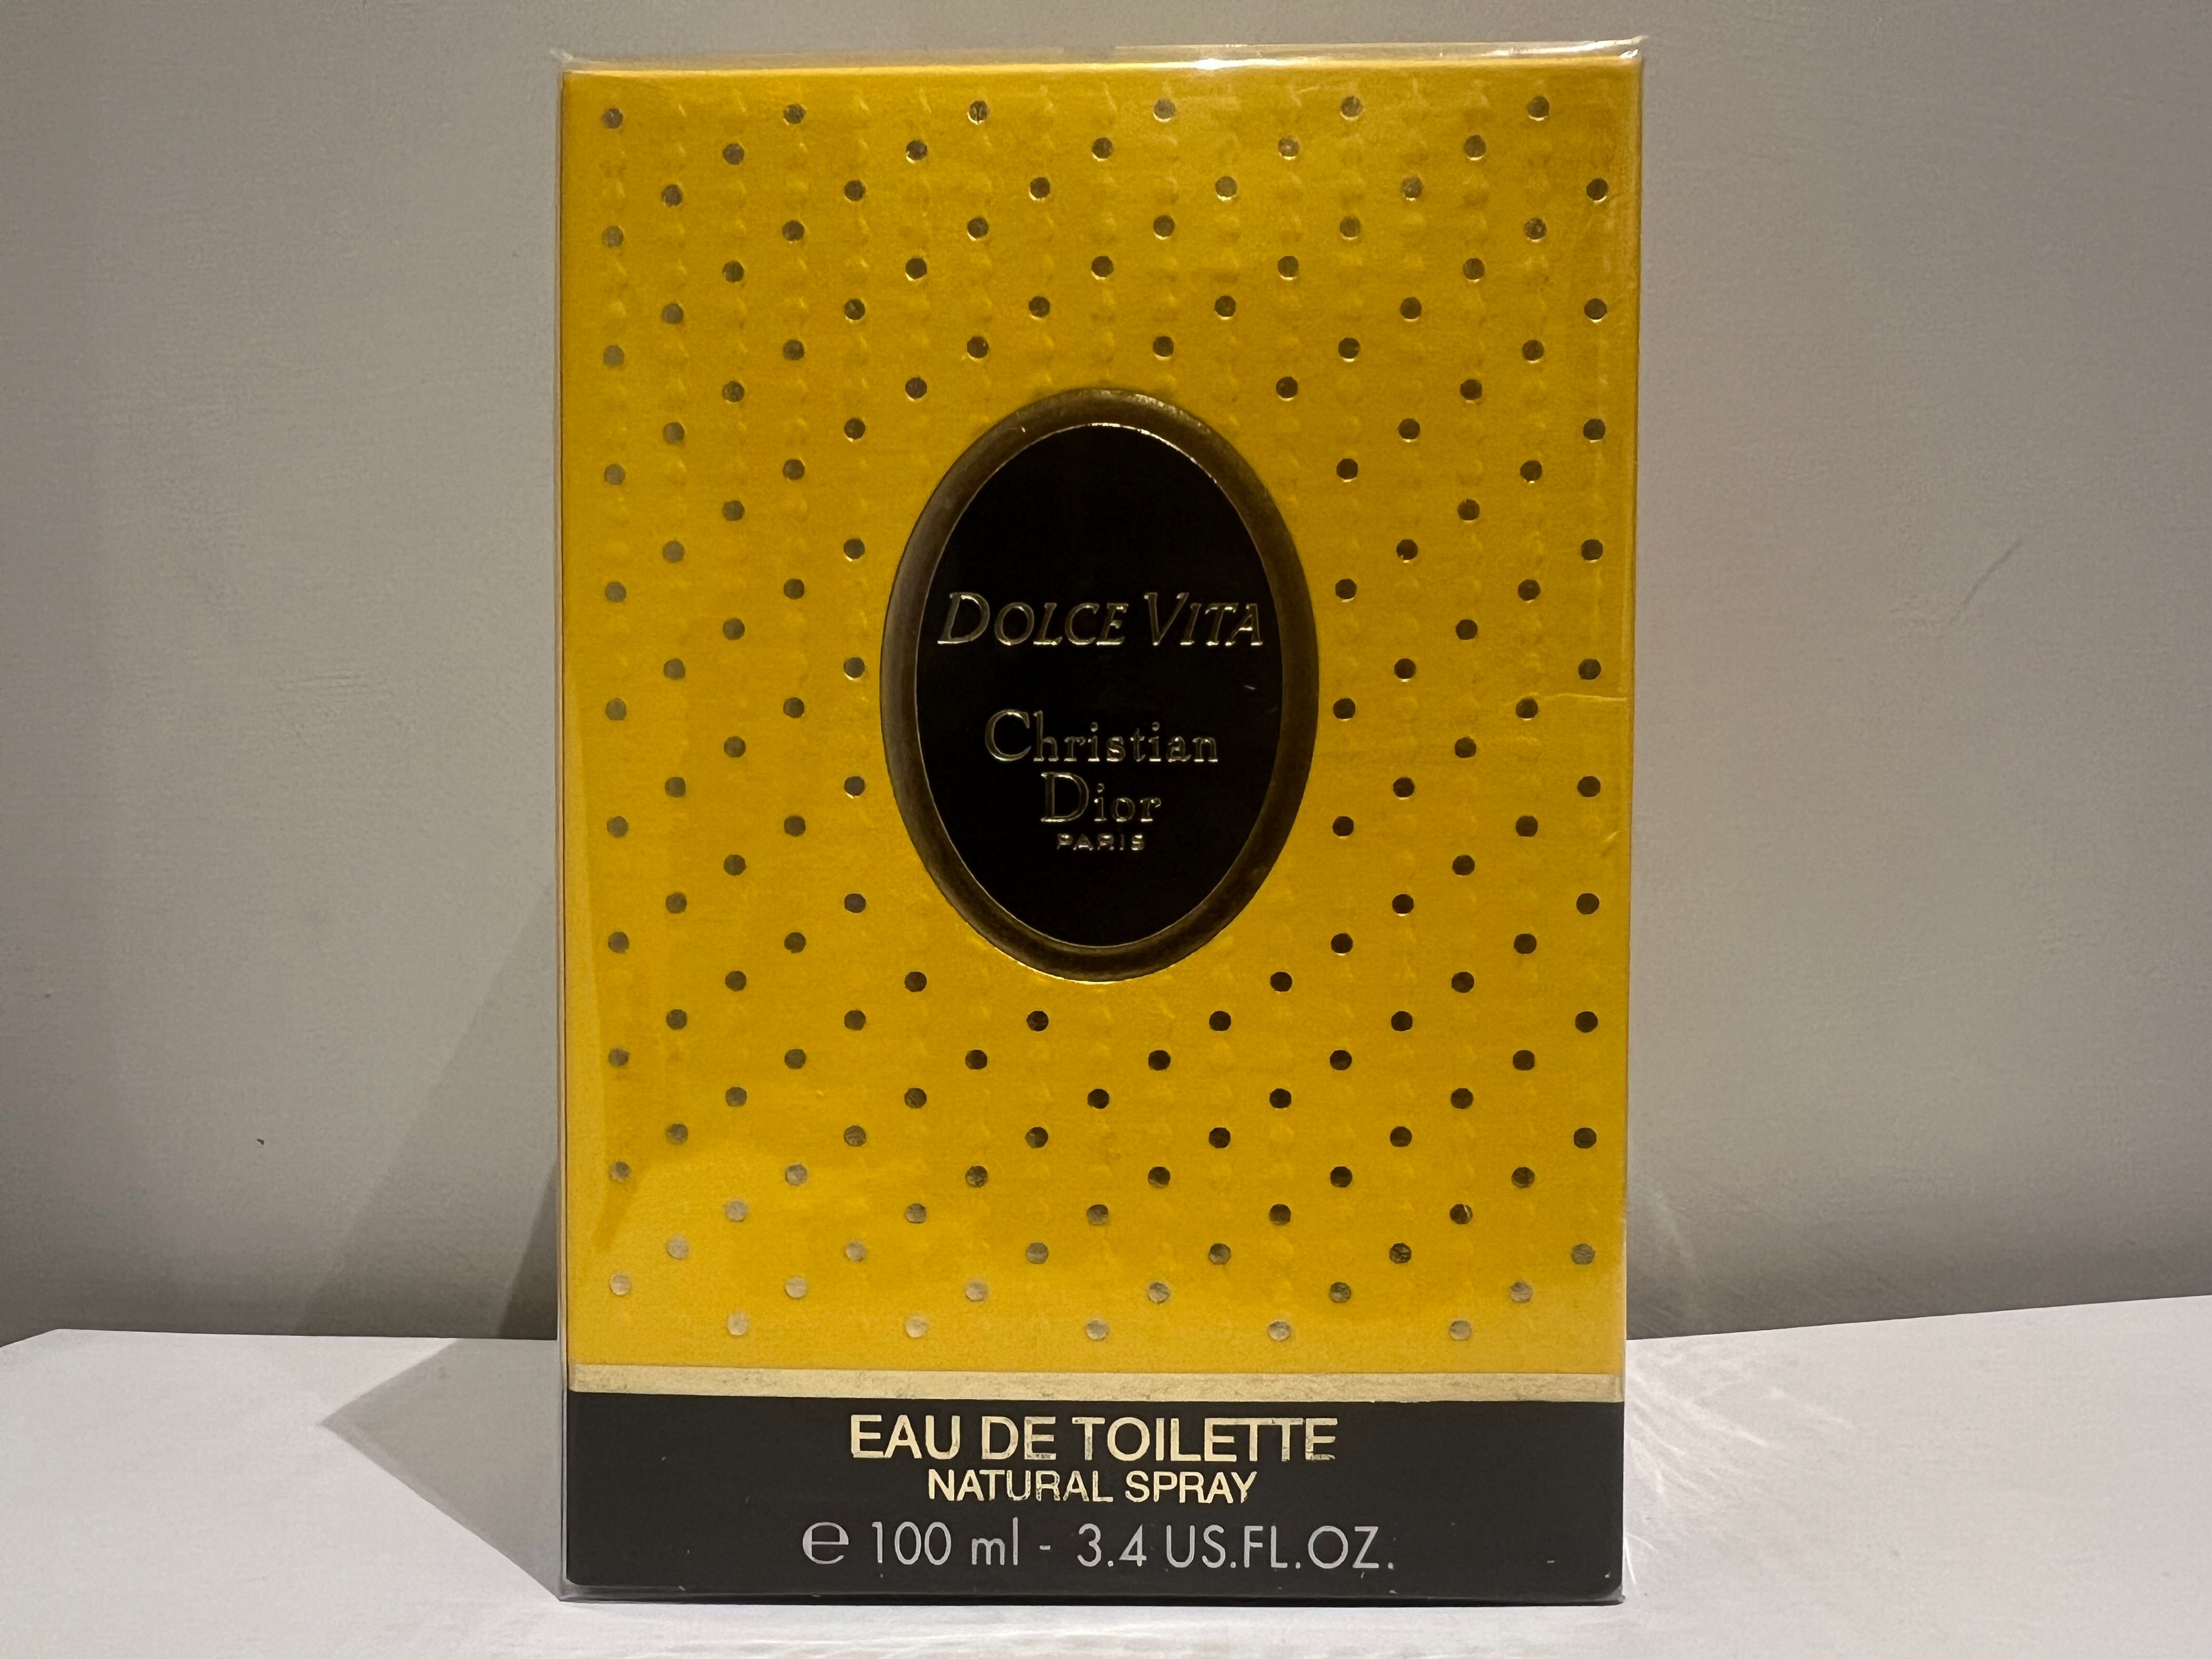 DOLCE VITA
Christian
Dior
PARIS
EAU DE TOILETTE
NATURAL SPRAY
℮ 100 ml - 3.4 US.FL.OZ.